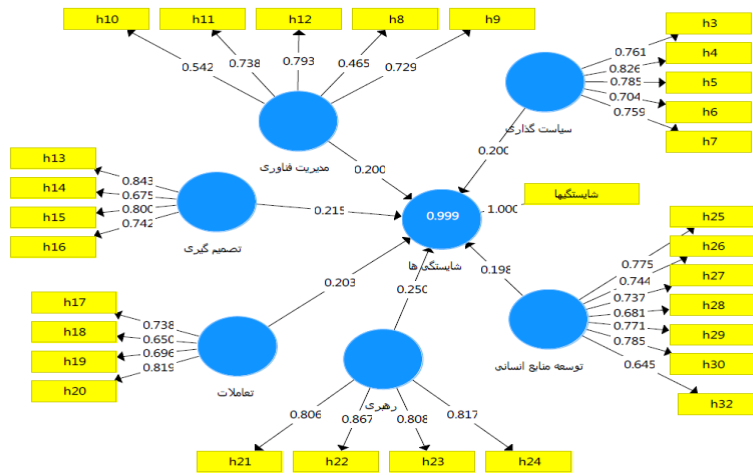 h10
h11
h12
h8
h9
0.542
0.738
0.793
0.465
0.729
مدیریت فناوری
0.200
h3
h4
h5
h6
h7
0.761
0.826
0.785
0.704
0.759
سیاست گذاری
0.200
h13
h14
h15
h16
0.843
0.675
0.800
0.742
تصمیم گیری
0.215
0.999
شایستگی ها
1.000
شایستگیها
h17
h18
h19
h20
0.738
0.650
0.696
0.819
تعاملات
0.203
رهبری
0.250
0.806
0.867
0.808
0.817
h21
h22
h23
h24
0.198
توسعه منابع انسانی
0.775
0.744
0.737
0.681
0.771
0.785
0.645
h25
h26
h27
h28
h29
h30
h32